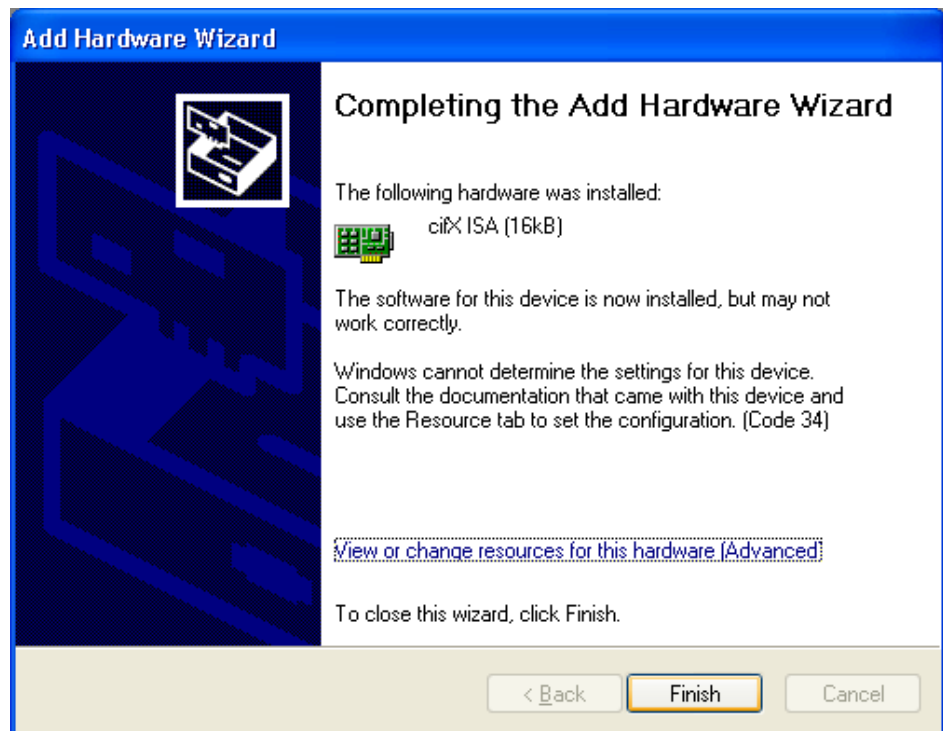 Add Hardware Wizard
Completing the Add Hardware Wizard
The following hardware was installed:
cifX ISA (16kB)
The software for this device is now installed, but may not
work correctly.
Windows cannot determine the settings for this device.
Consult the documentation that came with this device and
use the Resource tab to set the configuration. (Code 34)
View or change resources for this hardware (Advanced)
To close this wizard, click Finish.
< Back
Finish
Cancel